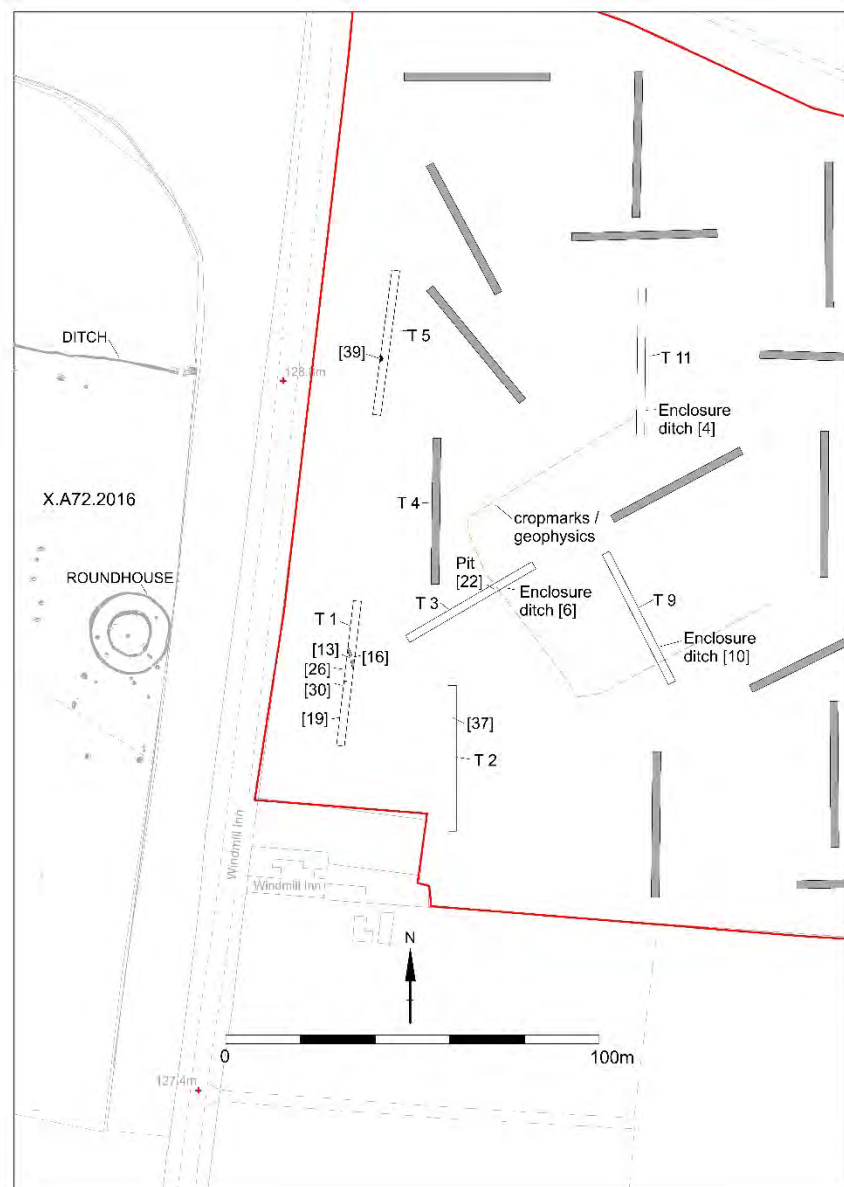 DITCH
128.6m
[39]
T 5
T 11
Enclosure
ditch [4]
X.A72.2016
T 4
cropmarks /
geophysics
ROUNDHOUSE
Pit
[22]
Enclosure
ditch [6]
T 3
T 9
T 1
[13]
[16]
[26]
[30]
[19]
Enclosure
ditch [10]
[37]
T 2
Windmill Inn
Windmill Inn
N
0
100m
127.4m